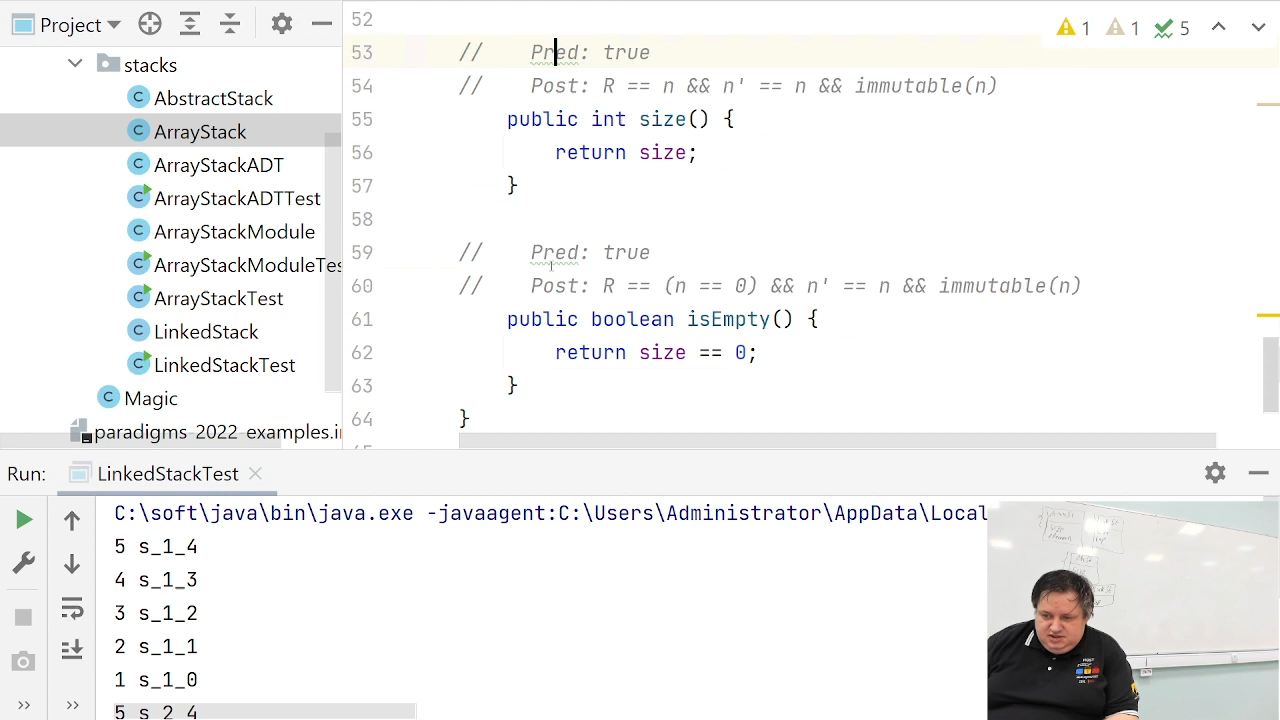 Project
stacks
AbstractStack
ArrayStack
ArrayStackADT
ArrayStackADTTest
ArrayStackModule
ArrayStackModuleTes
ArrayStackTest
LinkedStack
LinkedStackTest
Magic
paradigms-2022-examples.i
52
1 1 5
53 // Pred: true
54 // Post: R == n && n' == n && immutable(n)
55 public int size() {
56 return size;
57 }
58
59 // Pred: true
60 // Post: R == (n == 0) && n' == n && immutable(n)
61 public boolean isEmpty() {
62 return size == 0;
63 }
64 }
Run: LinkedStackTest
C:\soft\java\bin\java.exe -javaagent:C:\Users\Administrator\AppData\Local
5 s_1_4
4 s_1_3
3 s_1_2
2 s_1_1
1 s_1_0
5 s_2_4